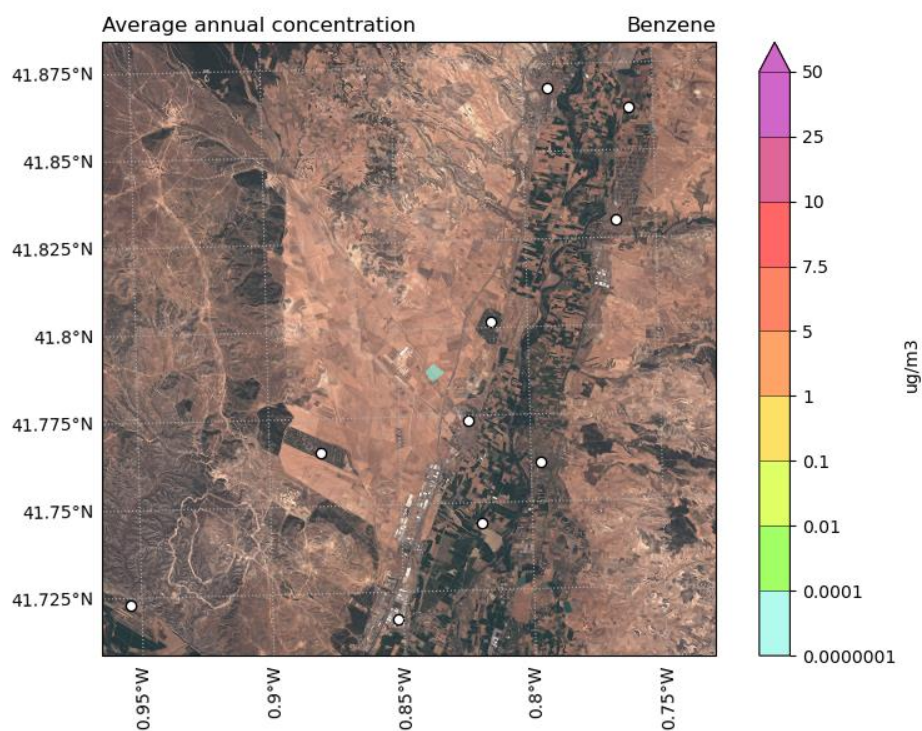 Average annual concentration Benzene
41.875°N
41.85°N
41.825°N
41.8°N
41.775°N
41.75°N
41.725°N
0.95°W
0.9°W
0.85°W
0.8°W
0.75°W
50
25
10
7.5
5
1
0.1
0.01
0.0001
0.0000001
ug/m3